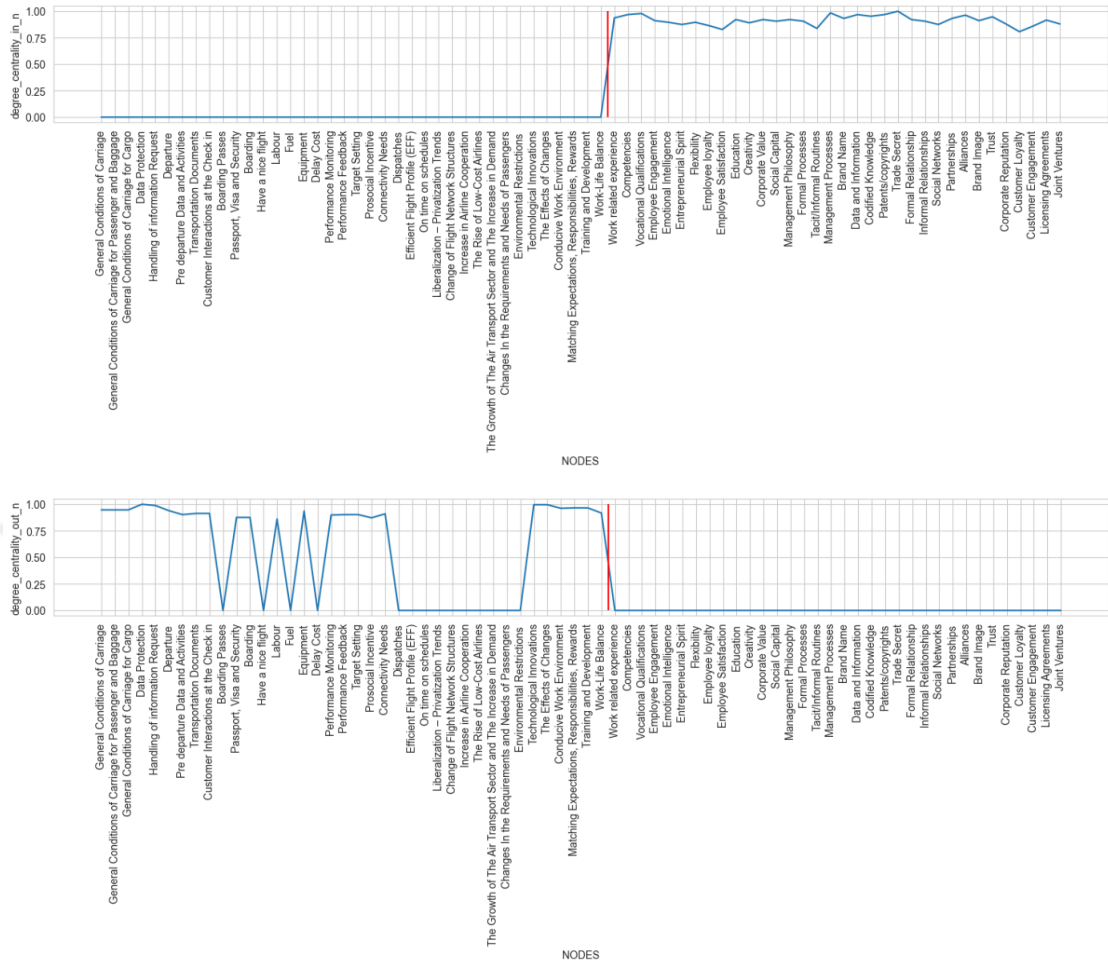 degree_centrality_in_n
1.00
0.75
0.50
0.25
0.00
General Conditions of Carriage
General Conditions of Carriage for Passenger and Baggage
General Conditions of Carriage for Cargo
Data Protection
Handling of information Request
Departure
Pre departure Data and Activities
Transportation Documents
Customer Interactions at the Check in
Boarding Passes
Passport, Visa and Security
Boarding
Have a nice flight
Labour
Fuel
Equipment
Delay Cost
Performance Monitoring
Performance Feedback
Target Setting
Prosocial Incentive
Connectivity Needs
Dispatches
Efficient Flight Profile (EFF)
On time on schedules
Liberalization – Privatization Trends
Change of Flight Network Structures
Increase in Airline Cooperation
The Rise of Low-Cost Airlines
The Growth of The Air Transport Sector and The Increase in Demand
Changes In the Requirements and Needs of Passengers
Environmental Restrictions
Technological Innovations
The Effects of Changes
Conducive Work Environment
Matching Expectations, Responsibilities, Rewards
Training and Development
Work-Life Balance
Work related experience
Competencies
Vocational Qualifications
Employee Engagement
Emotional Intelligence
Entrepreneurial Spirit
Flexibility
Employee loyalty
Employee Satisfaction
Education
Creativity
Corporate Value
Social Capital
Management Philosophy
Formal Processes
Tacit/Informal Routines
Management Processes
Brand Name
Data and Information
Codified Knowledge
Patents/copyrights
Trade Secret
Formal Relationship
Informal Relationships
Social Networks
Partnerships
Alliances
Brand Image
Trust
Corporate Reputation
Customer Loyalty
Customer Engagement
Licensing Agreements
Joint Ventures
NODES
degree_centrality_out_n
1.00
0.75
0.50
0.25
0.00
General Conditions of Carriage
General Conditions of Carriage for Passenger and Baggage
General Conditions of Carriage for Cargo
Data Protection
Handling of information Request
Departure
Pre departure Data and Activities
Transportation Documents
Customer Interactions at the Check in
Boarding Passes
Passport, Visa and Security
Boarding
Have a nice flight
Labour
Fuel
Equipment
Delay Cost
Performance Monitoring
Performance Feedback
Target Setting
Prosocial Incentive
Connectivity Needs
Dispatches
Efficient Flight Profile (EFF)
On time on schedules
Liberalization – Privatization Trends
Change of Flight Network Structures
Increase in Airline Cooperation
The Rise of Low-Cost Airlines
The Growth of The Air Transport Sector and The Increase in Demand
Changes In the Requirements and Needs of Passengers
Environmental Restrictions
Technological Innovations
The Effects of Changes
Conducive Work Environment
Matching Expectations, Responsibilities, Rewards
Training and Development
Work-Life Balance
Work related experience
Competencies
Vocational Qualifications
Employee Engagement
Emotional Intelligence
Entrepreneurial Spirit
Flexibility
Employee loyalty
Employee Satisfaction
Education
Creativity
Corporate Value
Social Capital
Management Philosophy
Formal Processes
Tacit/Informal Routines
Management Processes
Brand Name
Data and Information
Codified Knowledge
Patents/copyrights
Trade Secret
Formal Relationship
Informal Relationships
Social Networks
Partnerships
Alliances
Brand Image
Trust
Corporate Reputation
Customer Loyalty
Customer Engagement
Licensing Agreements
Joint Ventures
NODES